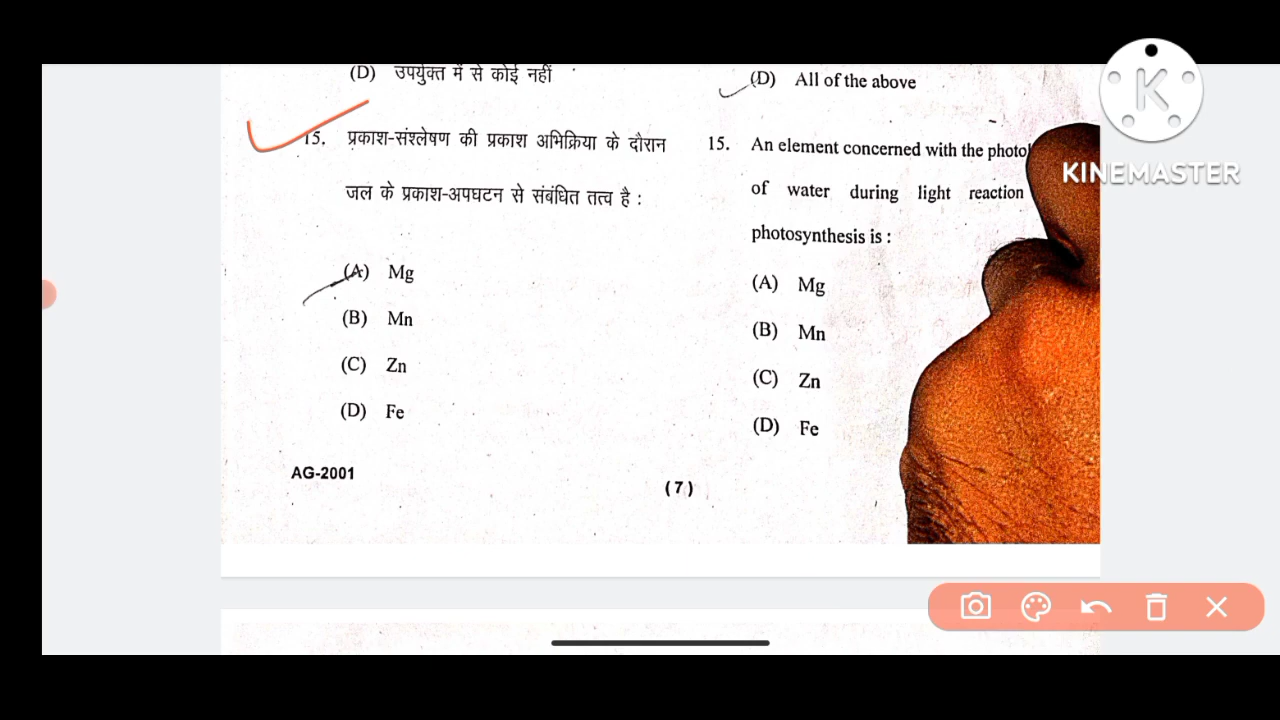 (D) उपर्युक्त में से कोई नहीं
15. प्रकाश-संश्लेषण की प्रकाश अभिक्रिया के दौरान
जल के प्रकाश-अपघटन से संबंधित तत्व है :
(A) Mg
(B) Mn
(C) Zn
(D) Fe
AG-2001
(7)
(D) All of the above
15. An element concerned with the
of water during light reaction
photosynthesis is :
(A) Mg
(B) Mn
(C) Zn
(D) Fe
K
KINEMASTER